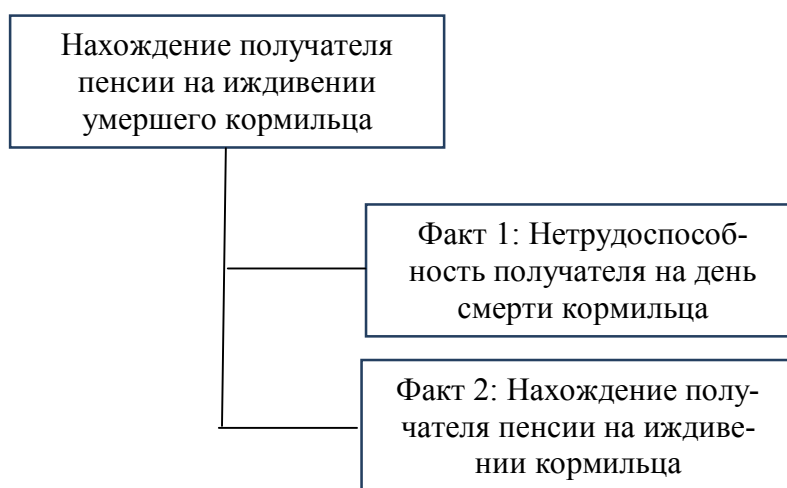 Нахождение получателя
пенсии на иждивении
умершего кормильца
Факт 1: Нетрудоспособ-
ность получателя на день
смерти кормильца
Факт 2: Нахождение полу-
чателя пенсии на иждиве-
нии кормильца